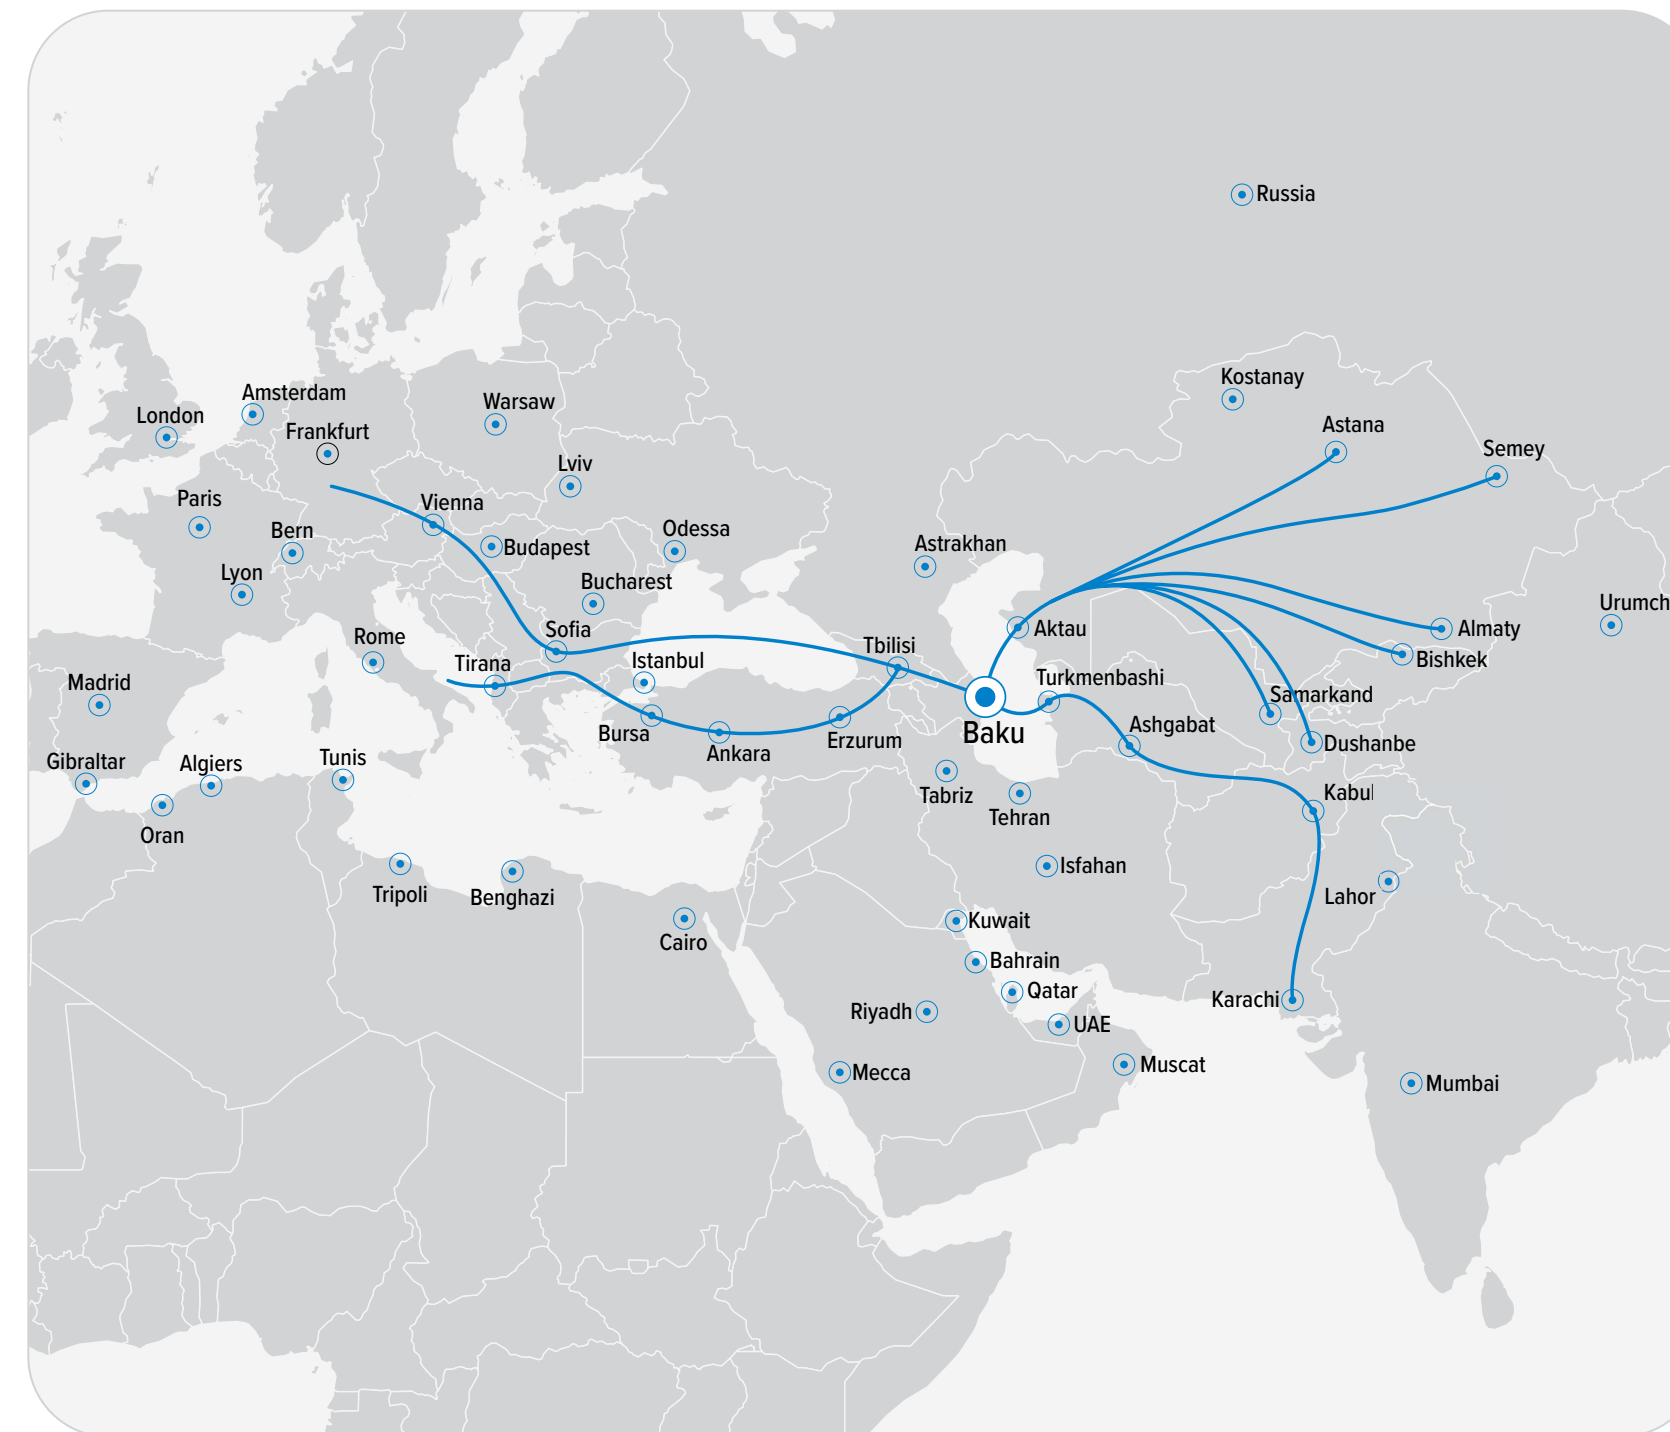 Russia
Kostanay
Amsterdam
Warsaw
London
Frankfurt
Astana
Semey
Lviv
Paris
Vienna
Bern
Odessa
Budapest
Astrakhan
Lyon
Bucharest
Urumch
Rome
Sofia
Aktau
Almaty
Tbilisi
Tirana
Istanbul
Bishkek
Turkmenbashi
Madrid
Samarkand
Bursa
Baku
Ashgabat
Erzurum
Dushanbe
Ankara
Gibraltar
Algiers
Tunis
Tabriz
Kabul
Tehran
Oran
Isfahan
Tripoli
Benghazi
Lahor
Kuwait
Cairo
Bahrain
Qatar
Karachi
Riyadh
UAE
Muscat
Mecca
Mumbai